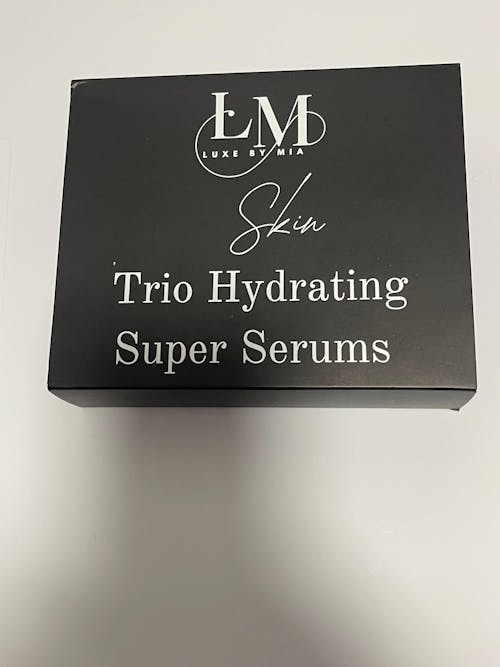 LM
LUXE BY MIA
Skin
Trio Hydrating
Super Serums